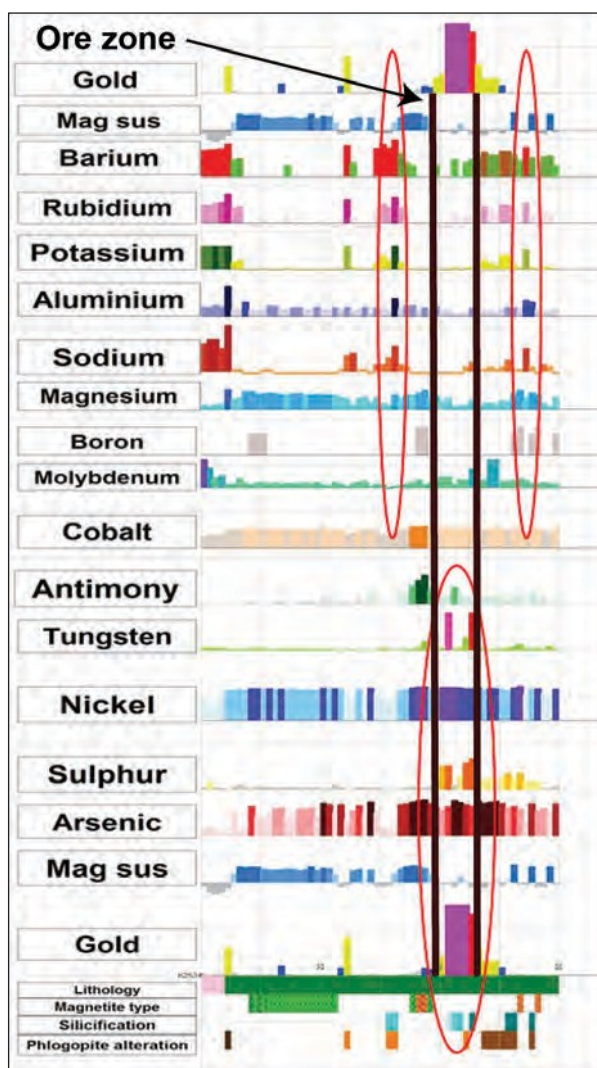 Ore zone
Gold
Mag sus
Barium
Rubidium
Potassium
Aluminium
Sodium
Magnesium
Boron
Molybdenum
Cobalt
Antimony
Tungsten
Nickel
Sulphur
Arsenic
Mag sus
Gold
Lithology
Magnetite type
Silicification
Phlogopite alteration